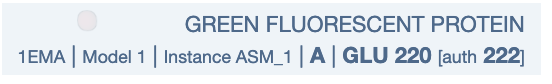 GREEN FLUORESCENT PROTEIN
1EMA | Model 1 | Instance ASM_1 | A | GLU 220 [auth 222]